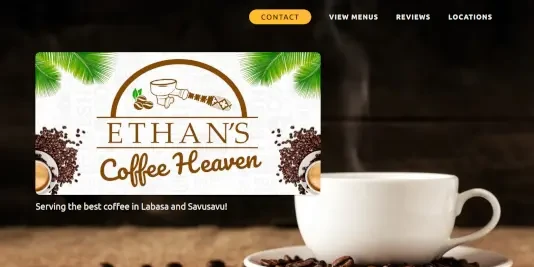 CONTACT
VIEW MENUS
REVIEWS
LOCATIONS
ETHAN'S
Coffee Heaven
Serving the best coffee in Labasa and Savusavu!